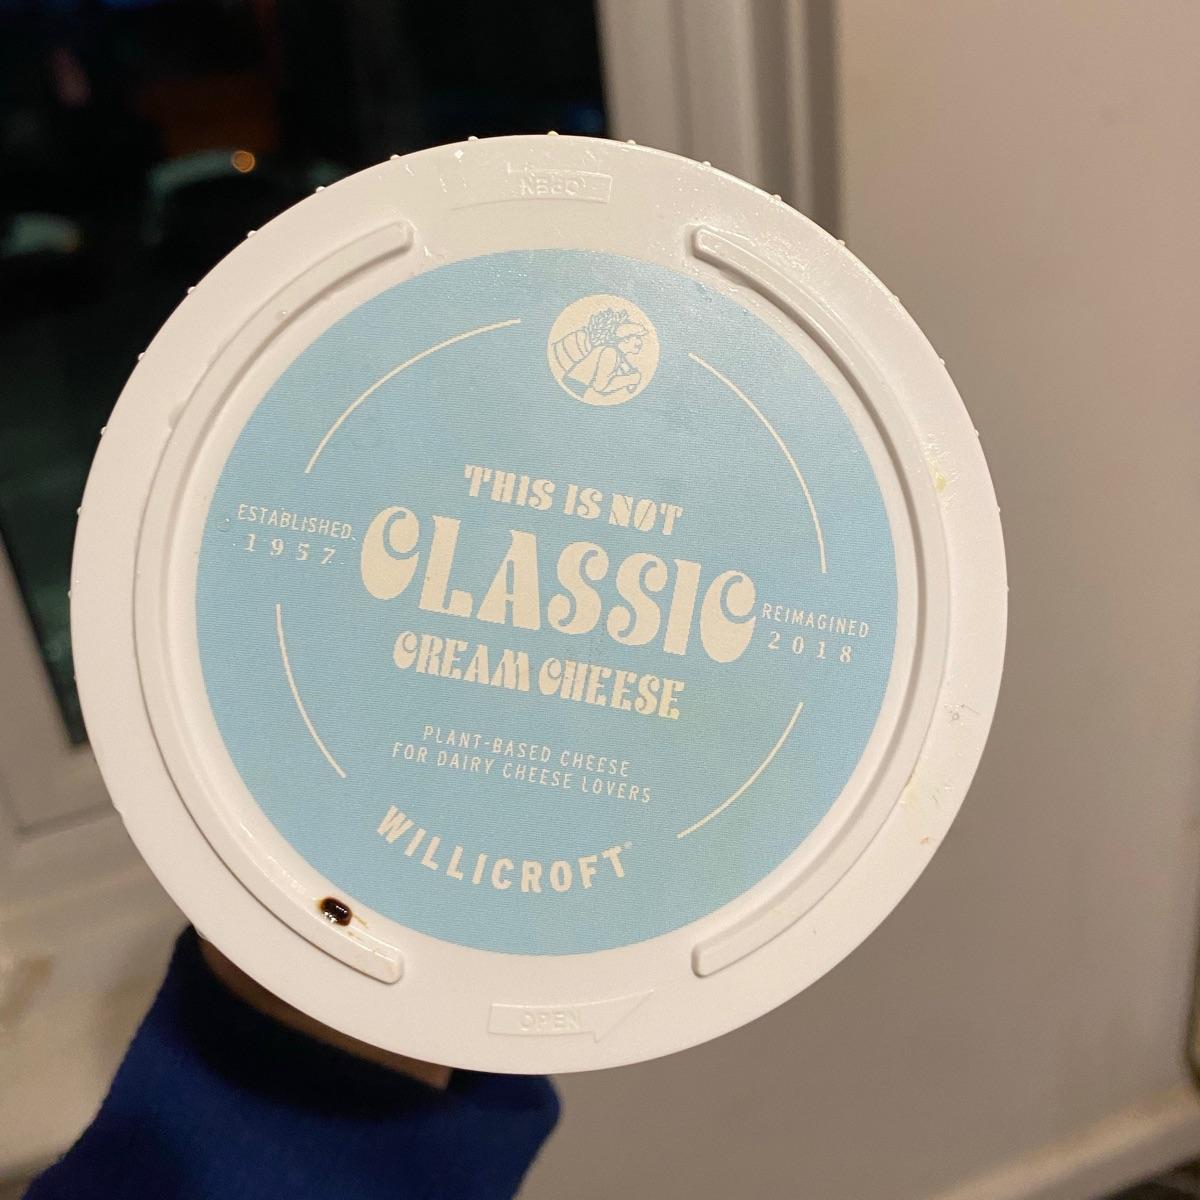 OPEN
THIS IS NOT
ESTABLISHED
1957
CLASSIC
REIMAGINED
2018
CREAM CHEESE
PLANT-BASED CHEESE
FOR DAIRY CHEESE LOVERS
WILLICROFT
OPEN